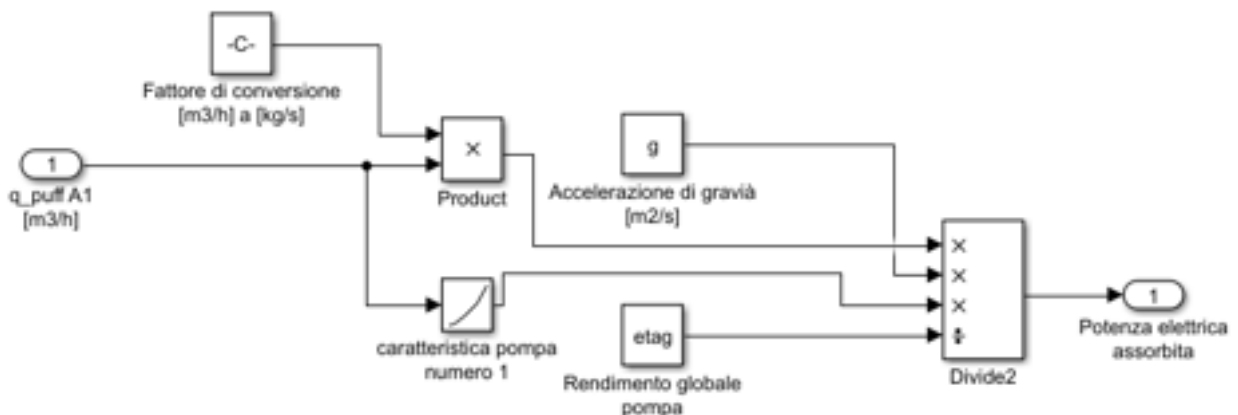 -C-
Fattore di conversione
[m3/h] a [kg/s]
1
q_puff A1
[m3/h]
×
Product
g
Accelerazione di gravià
[m2/s]
caratteristica pompa
numero 1
etag
Rendimento globale
pompa
×
×
×
÷
Divide2
1
Potenza elettrica
assorbita